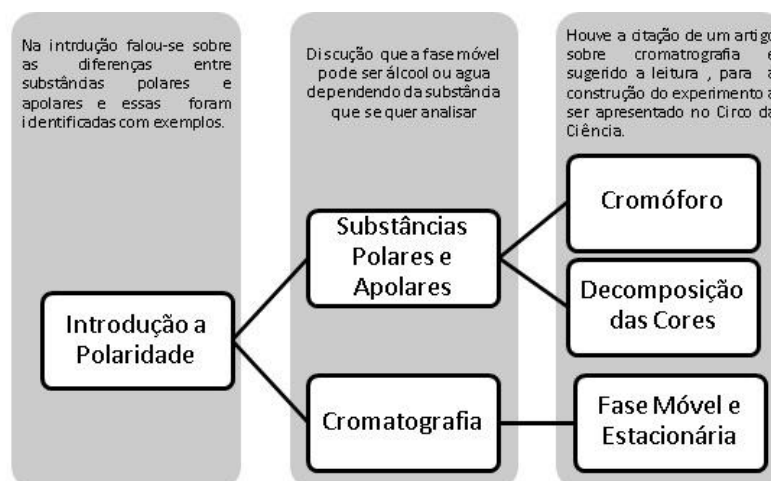 Na intrdução falou-se sobre
as diferenças entre
substâncias polares e
apolares e essas foram
identificadas com exemplos.
Discução que a fase móvel
pode ser álcool ou agua
dependendo da substância
que se quer analisar
Houve a citação de um artigo
sobre cromatrografia e
sugerido a leitura , para a
construção do experimento a
ser apresentado no Circo da
Ciência.
Introdução a
Polaridade
Substâncias
Polares e
Apolares
Cromatografia
Cromóforo
Decomposição
das Cores
Fase Móvel e
Estacionária